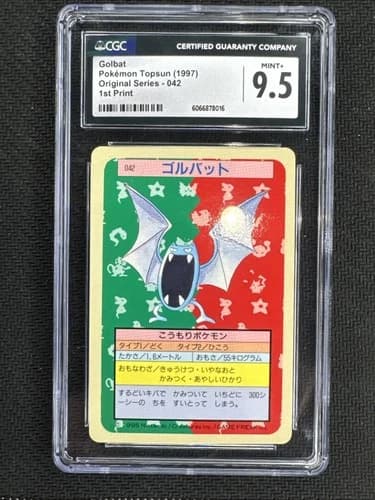 CGC
CERTIFIED GUARANTY COMPANY
Golbat
Pokémon Topsun (1997)
Original Series - 042
1st Print
MINT+
9.5
6066878016
042
ゴルバット
こうもりポケモン
タイプ1/どく タイプ2/ひこう
たかさ/1.6メートル おもさ/55キログラム
おもなわざ/きゅうけつ・いやなおと
かみつく・あやしいひかり
するどいキバで かみついて いちどに 300シ
ーシーの ちを すいとって しまう。